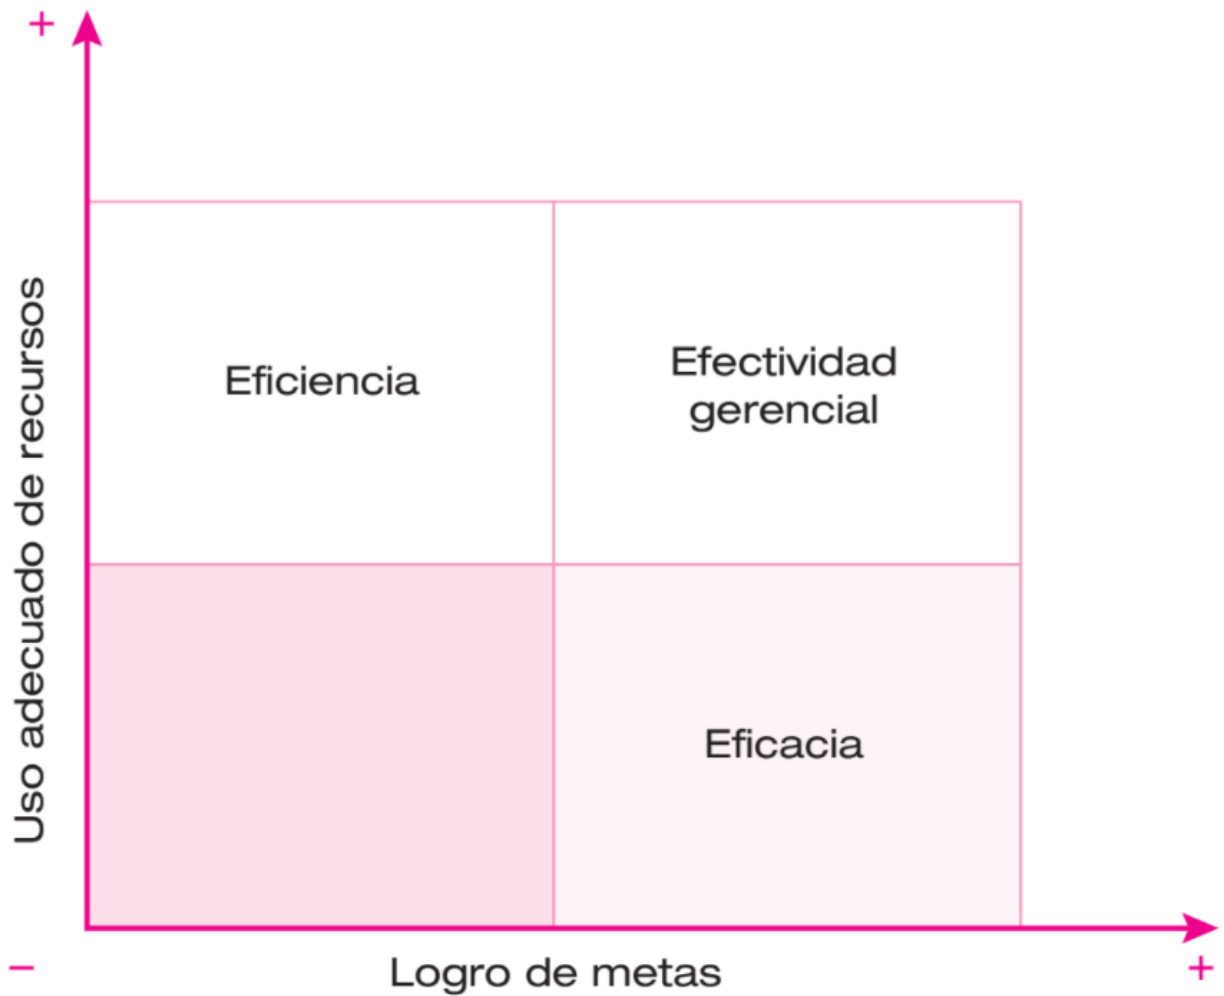 +
Uso adecuado de recursos
Eficiencia
Efectividad
gerencial
Eficacia
−
Logro de metas
+